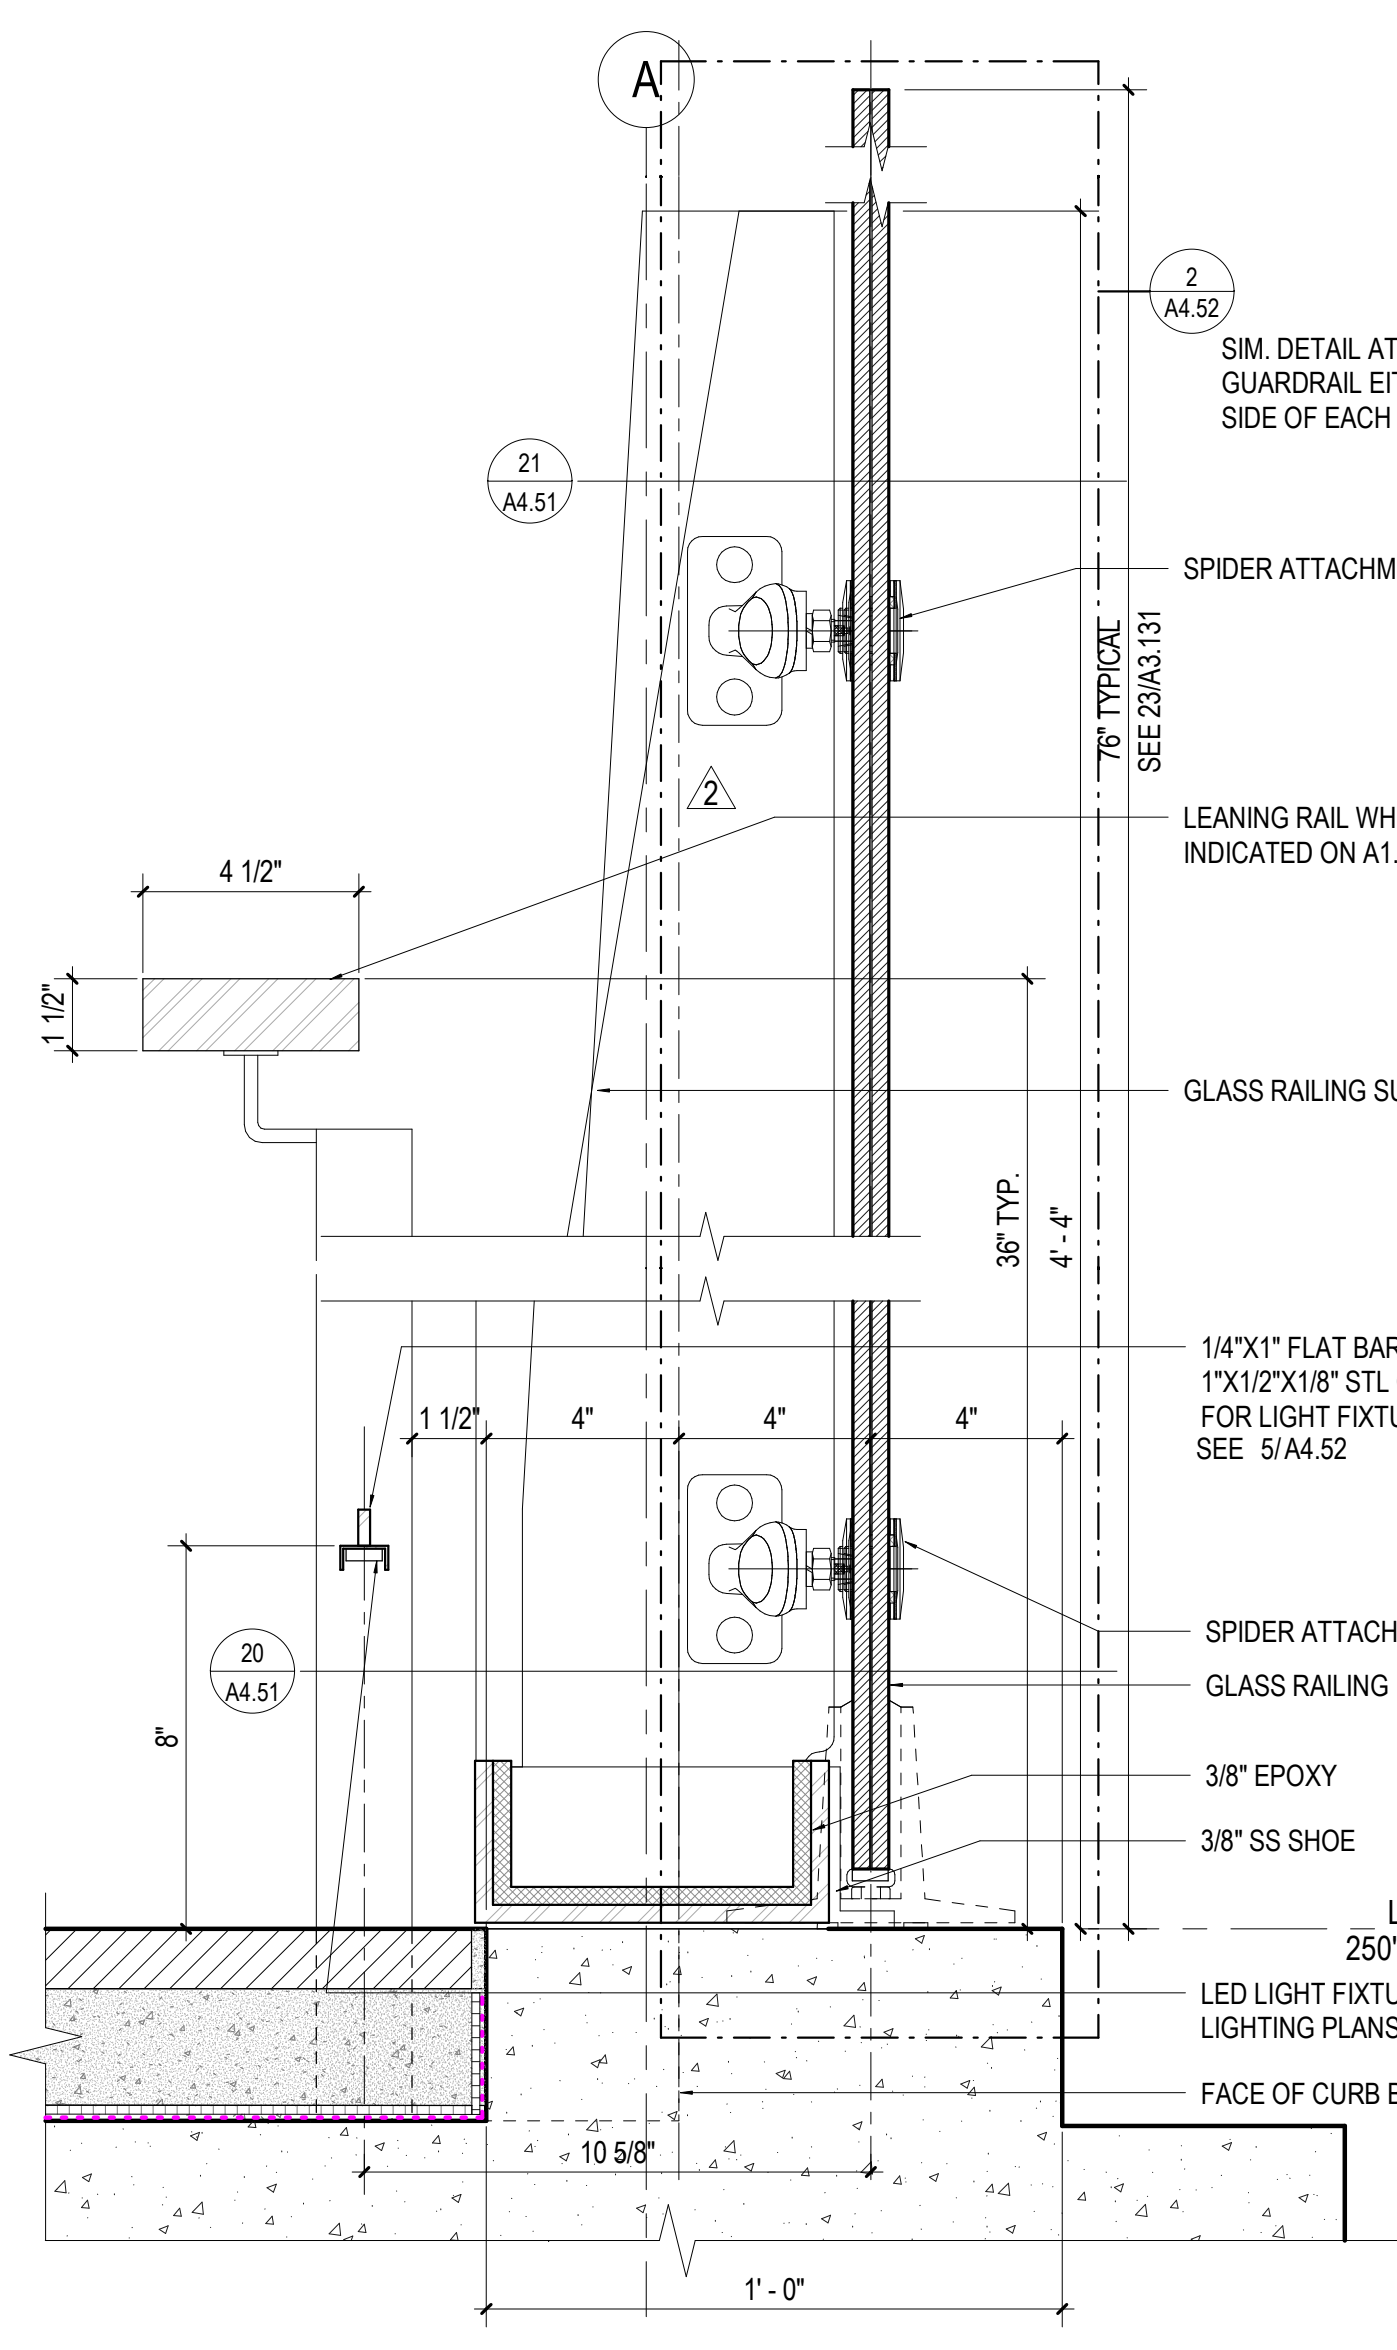 A
2
A4.52
SIM. DETAIL AT
GUARDRAIL EIT
SIDE OF EACH
21
A4.51
SPIDER ATTACHM
76" TYPICAL
SEE 23/A3.131
2
LEANING RAIL WH
INDICATED ON A1.
4 1/2"
1 1/2"
GLASS RAILING SU
36" TYP.
4' - 4"
1/4"X1" FLAT BAR
1"X1/2"X1/8" STL
FOR LIGHT FIXTU
SEE 5/A4.52
1 1/2"
4"
4"
4"
SPIDER ATTACH
20
A4.51
GLASS RAILING
8"
3/8" EPOXY
3/8" SS SHOE
L
250'
LED LIGHT FIXTU
LIGHTING PLANS
FACE OF CURB B
10 5/8"
1' - 0"